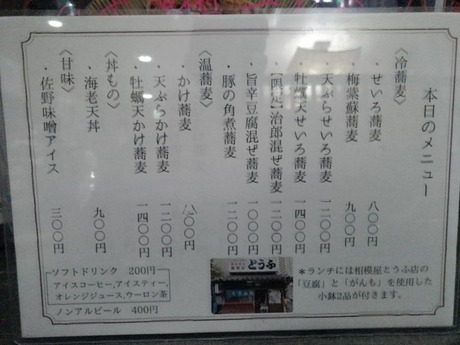 本日のメニュー
〈冷蕎麦〉
・せいろ蕎麦 八〇〇円
・梅紫蘇蕎麦 九〇〇円
・天ぷらせいろ蕎麦 一二〇〇円
・牡蠣天せいろ蕎麦 一四〇〇円
治郎混ぜ蕎麦 一二〇〇円
・旨辛豆腐混ぜ蕎麦 一〇〇〇円
・豚の角煮蕎麦 一二〇〇円
〈温蕎麦〉
・かけ蕎麦 八〇〇円
・天ぷらかけ蕎麦 一二〇〇円
・牡蠣天かけ蕎麦 一四〇〇円
〈丼もの〉
・海老天丼 九〇〇円
〈甘味〉
・佐野味噌アイス 三〇〇円
ソフトドリンク 200円
アイスコーヒー,アイスティー,
オレンジジュース,ウーロン茶
ノンアルビール 400円
とうふ
*ランチには相模屋とうふ店の
「豆腐」と「がんも」を使用した
小鉢2品が付きます。